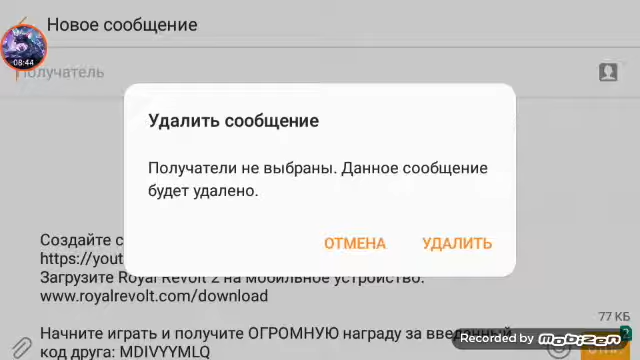 Новое сообщение
08:44
Получатель
Удалить сообщение
Получатели не выбраны. Данное сообщение
будет удалено.
ОТМЕНА УДАЛИТЬ
Создайте с
https://yout
Загрузите Royal Revolt 2 на мобильное устройство:
www.royalrevolt.com/download
77 КБ
Начните играть и получите ОГРОМНУЮ награду за введенный
код друга: MDIVYYMLQ
2
Recorded by Mobizen